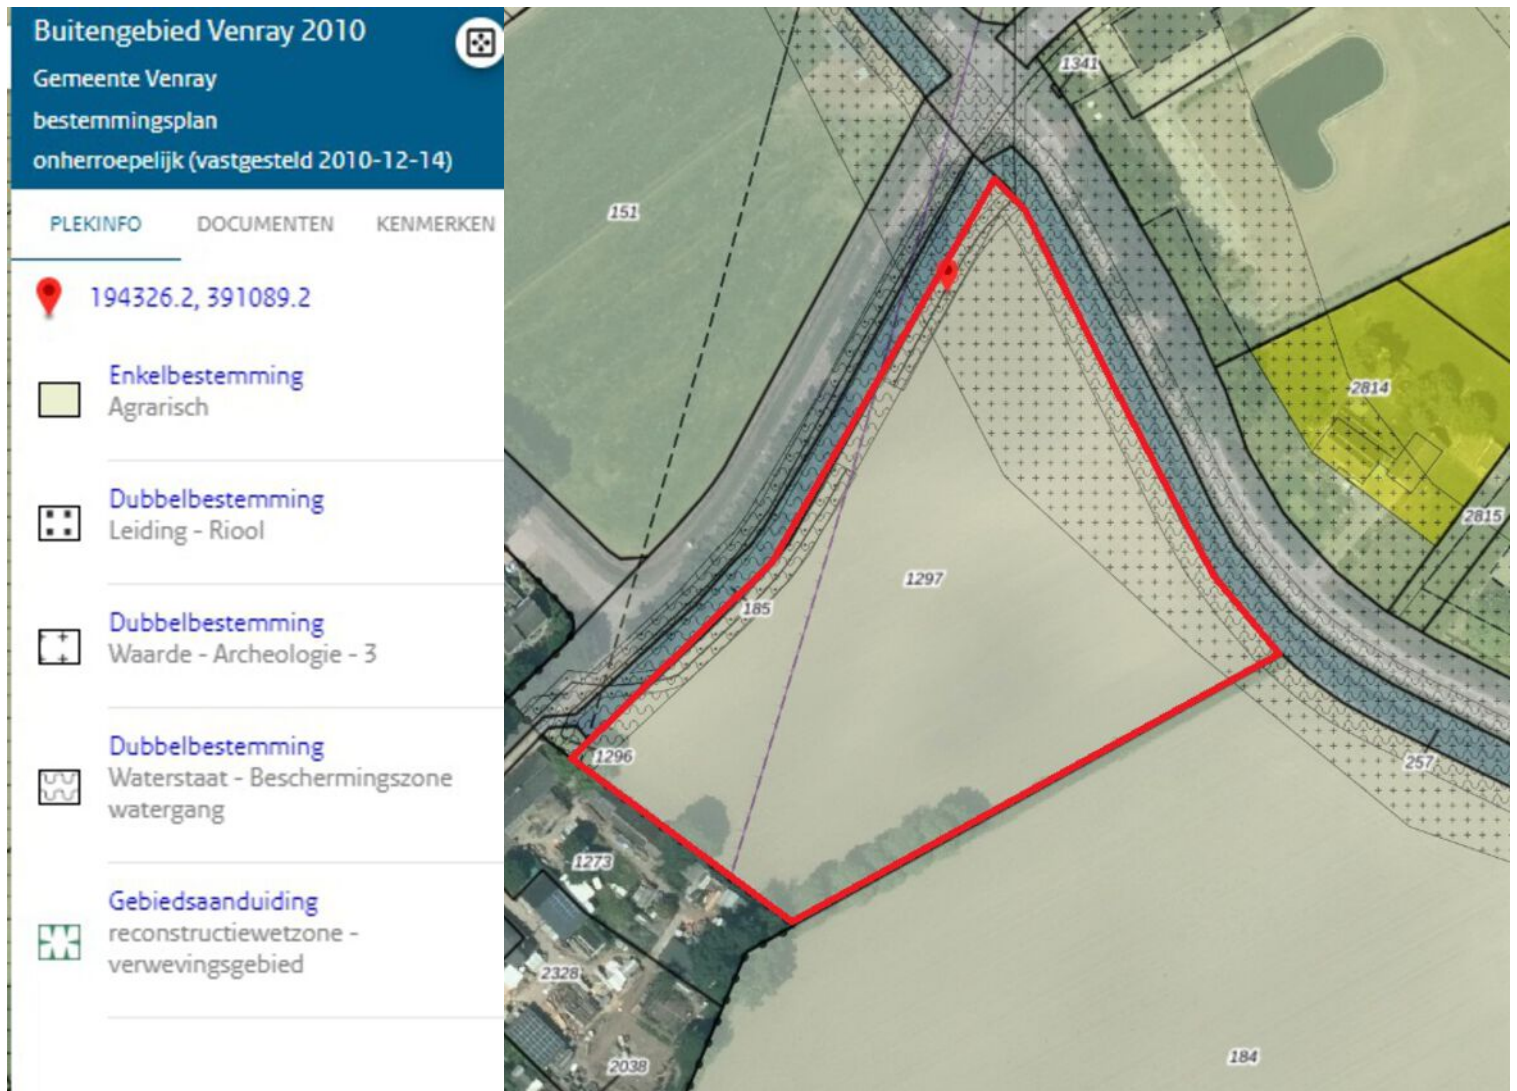 Buitengebied Venray 2010
Gemeente Venray
bestemmingsplan
onherroepelijk (vastgesteld 2010-12-14)
PLEKINFO DOCUMENTEN KENMERKEN
194326.2, 391089.2
Enkelbestemming
Agrarisch
Dubbelbestemming
Leiding - Riool
Dubbelbestemming
Waarde - Archeologie - 3
Dubbelbestemming
Waterstaat - Beschermingszone
watergang
Gebiedsaanduiding
reconstructiewetzone -
verwevingsgebied
1341
151
2814
2815
1297
185
1296
257
1273
2328
184
2038